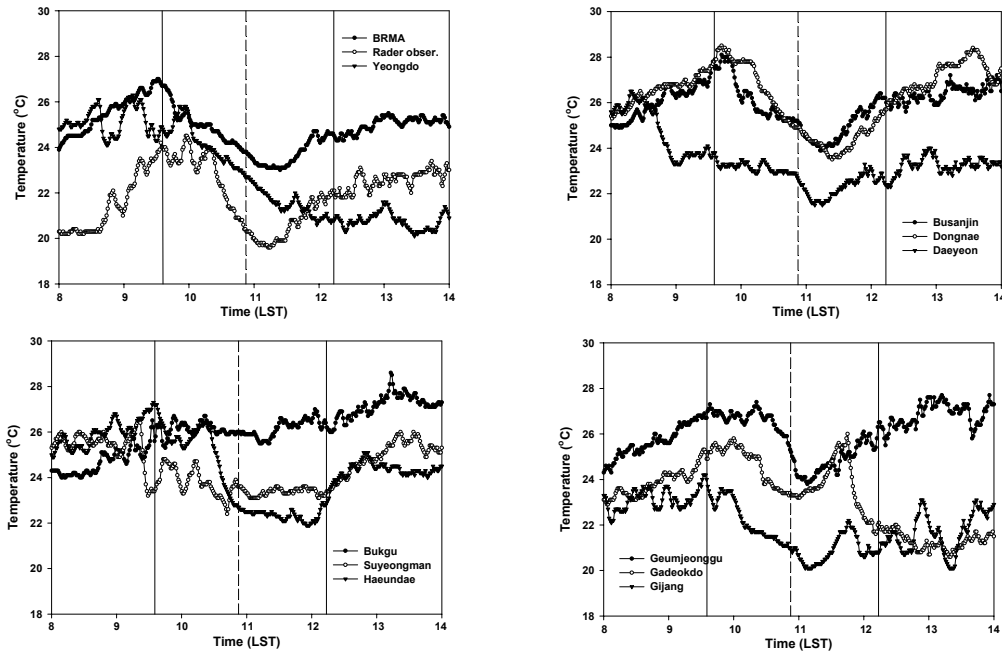 30
28
26
24
22
20
18
Temperature (°C)
BRMA
Rader obser.
Yeongdo
8 9 10 11 12 13 14
Time (LST)
28
26
24
22
20
18
Temperature (°C)
Busanjin
Dongnae
Daeyeon
8 9 10 11 12 13 14
Time (LST)
30
28
26
24
22
20
18
Temperature (°C)
Bukgu
Suyeongman
Haeundae
8 9 10 11 12 13 14
Time (LST)
30
28
26
24
22
20
18
Temperature (°C)
Geumjeonggu
Gadeokdo
Gijang
8 9 10 11 12 13 14
Time (LST)